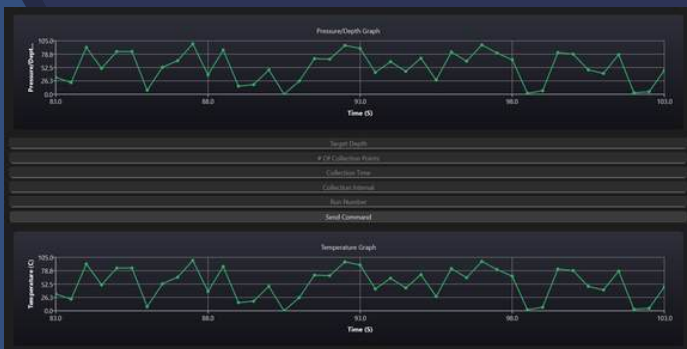 Pressure/Depth Graph
105.0
78.8
52.5
26.3
0.0
Pressure/Dept...
83.0 88.0 93.0 98.0 103.0
Time (S)
Target Depth
# Of Collection Points
Collection Time
Collection Interval
Run Number
Send Command
Temperature Graph
105.0
78.8
52.5
26.3
0.0
Temperature (C)
83.0 88.0 93.0 98.0 103.0
Time (S)